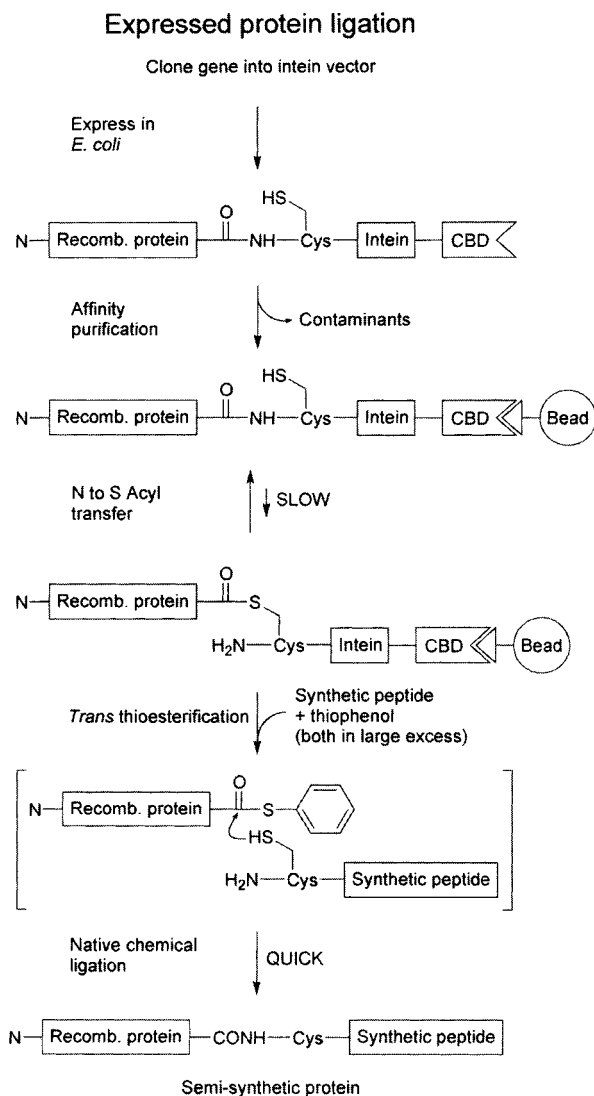 Expressed protein ligation
Clone gene into intein vector
Express in
E. coli
HS
O
N Recomb. protein NH Cys Intein CBD
Affinity
purification
Contaminants
HS
O
N Recomb. protein NH Cys Intein CBD Bead
N to S Acyl
transfer
SLOW
O
N Recomb. protein S
H₂N Cys Intein CBD Bead
Trans thioesterification
Synthetic peptide
+ thiophenol
(both in large excess)
O
N Recomb. protein S
HS
H₂N Cys Synthetic peptide
Native chemical
ligation
QUICK
N Recomb. protein CONH Cys Synthetic peptide
Semi-synthetic protein